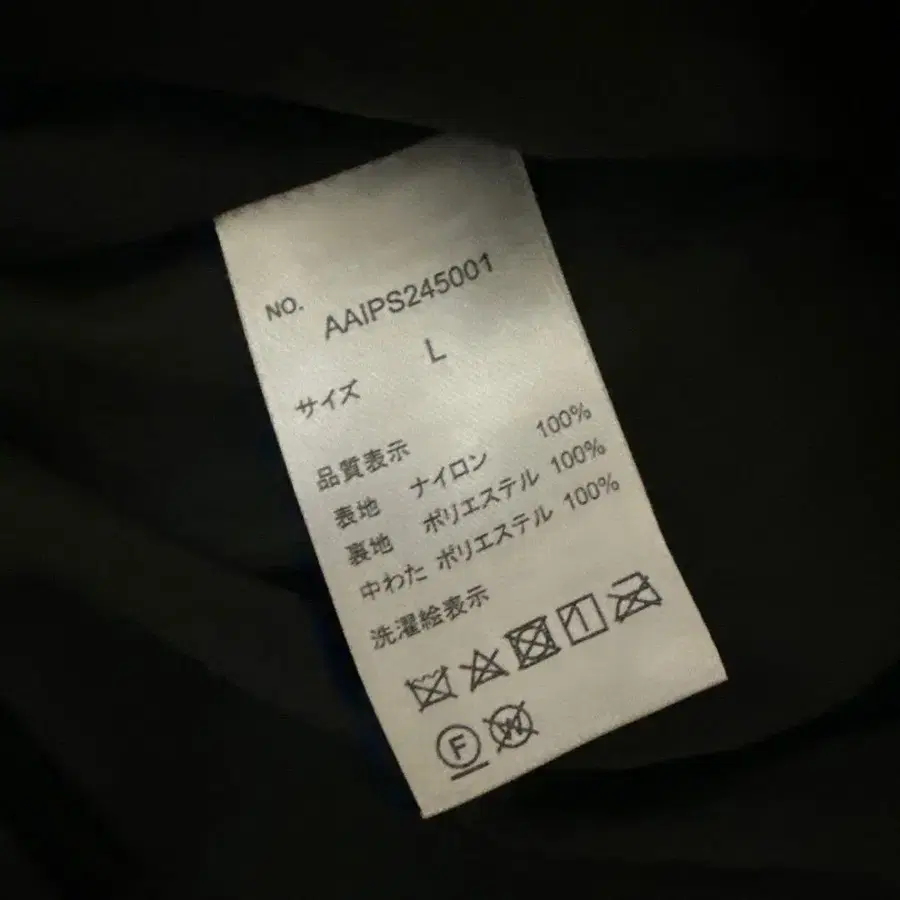 NO.
AAIPS245001
サイズ L
品質表示
表地 ナイロン 100%
裏地 ポリエステル 100%
中わた ポリエステル 100%
洗濯絵表示
F W